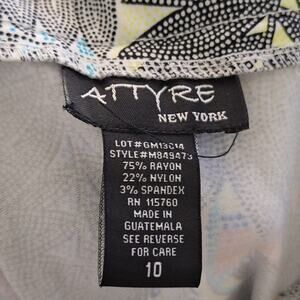 ATTYRE
NEW YORK
LOT#GM13C14
STYLE#M849473
75% RAYON
22% NYLON
3% SPANDEX
RN 115760
MADE IN
GUATEMALA
SEE REVERSE
FOR CARE
10